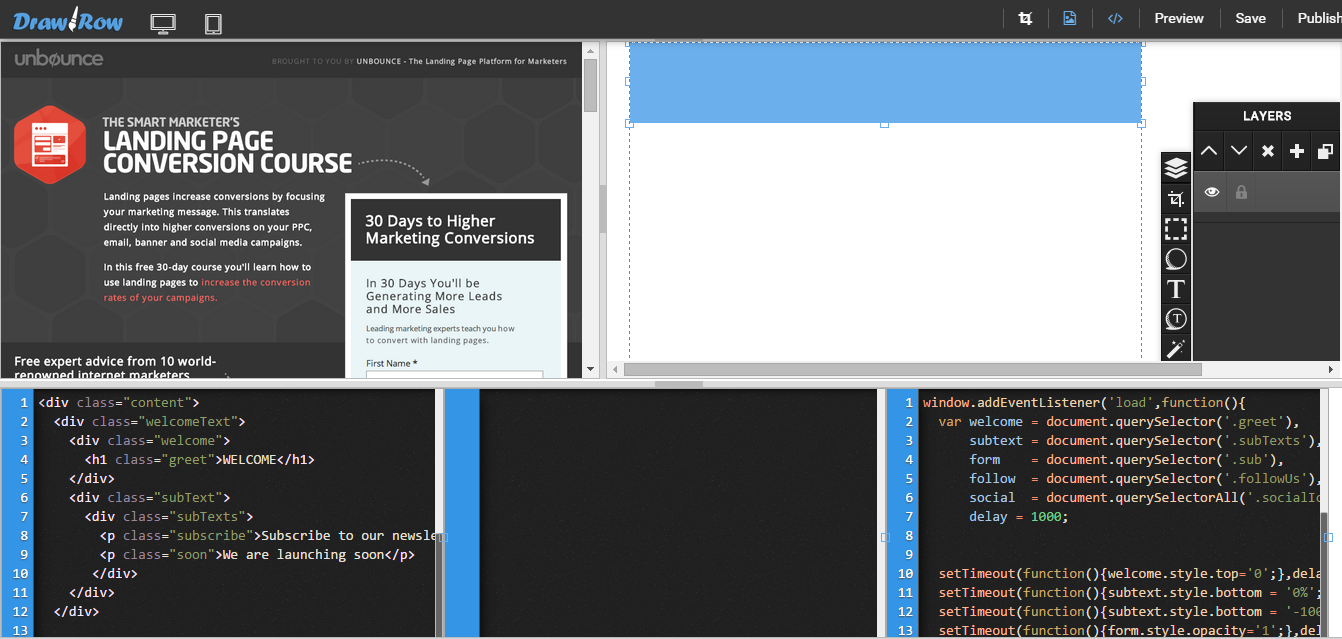 Draw Row
Preview
Save
Publish
unbounce
BROUGHT TO YOU BY UNBOUNCE - The Landing Page Platform for Marketers
THE SMART MARKETER'S
LANDING PAGE
CONVERSION COURSE
Landing pages increase conversions by focusing
your marketing message. This translates
directly into higher conversions on your PPC,
email, banner and social media campaigns.
In this free 30-day course you'll learn how to
use landing pages to increase the conversion
rates of your campaigns.
30 Days to Higher
Marketing Conversions
In 30 Days You'll be
Generating More Leads
and More Sales
Leading marketing experts teach you how
to convert with landing pages.
First Name *
Free expert advice from 10 world-
renowned internet marketers
LAYERS
T
T
1 <div class="content">
2 <div class="welcomeText">
3 <div class="welcome">
4 <h1 class="greet">WELCOME</h1>
5 </div>
6 <div class="subText">
7 <div class="subTexts">
8 <p class="subscribe">Subscribe to our newsle
9 <p class="soon">We are launching soon</p>
10 </div>
11 </div>
12 </div>
13
1 window.addEventListener('load',function(){
2 var welcome = document.querySelector('.greet'),
3 subtext = document.querySelector('.subTexts'),
4 form = document.querySelector('.sub'),
5 follow = document.querySelector('.followUs'),
6 social = document.querySelectorAll('.socialIc
7 delay = 1000;
8
9
10 setTimeout(function(){welcome.style.top='0';},dela
11 setTimeout(function(){subtext.style.bottom = '0%';
12 setTimeout(function(){subtext.style.bottom = '-100
13 setTimeout(function(){form.style.opacity='1';},del